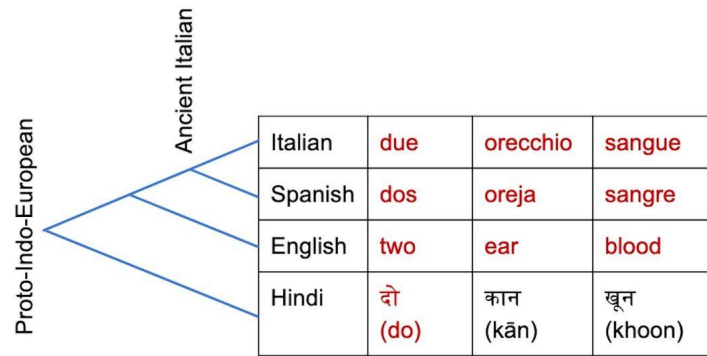 Proto-Indo-European
Ancient Italian
Italian due orecchio sangue
Spanish dos oreja sangre
English two ear blood
Hindi दो कान खून
(do) (kān) (khoon)